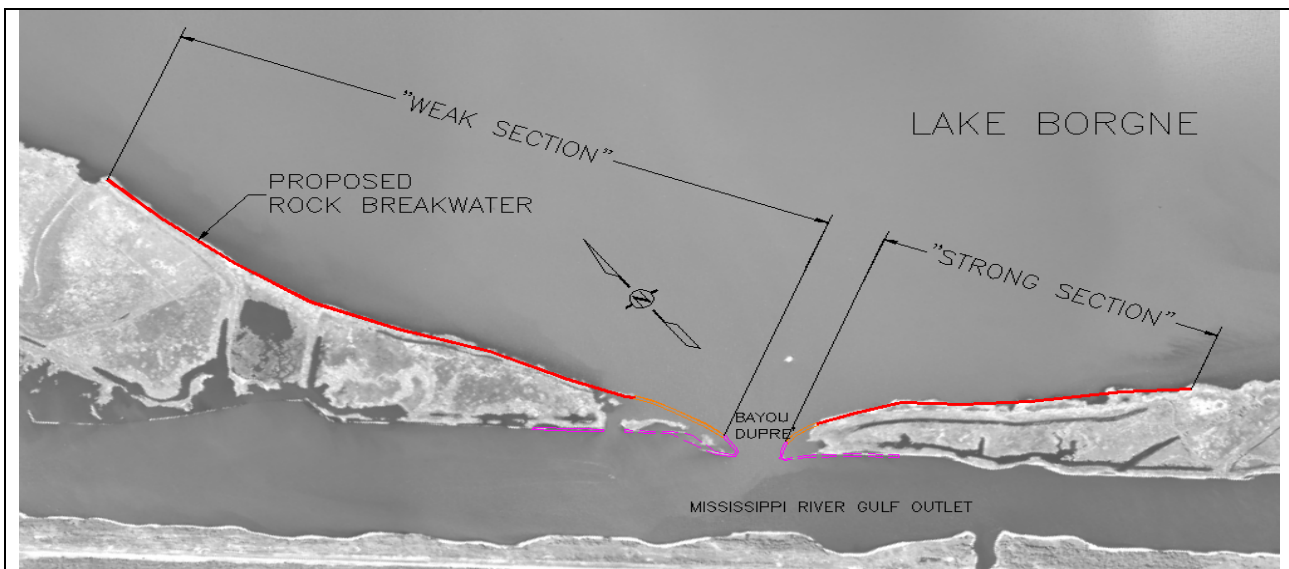 "WEAK SECTION"
LAKE BORGNE
PROPOSED
ROCK BREAKWATER
"STRONG SECTION"
N
BAYOU
DUPRE'
MISSISSIPPI RIVER GULF OUTLET